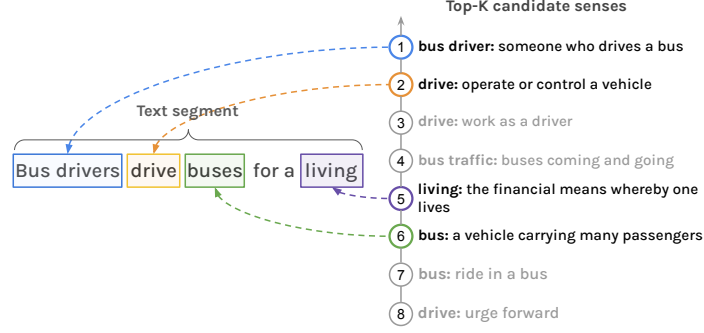 Top-K candidate senses
1 bus driver: someone who drives a bus
2 drive: operate or control a vehicle
Text segment
3 drive: work as a driver
4 bus traffic: buses coming and going
Bus drivers drive buses for a living
5 living: the financial means whereby one
lives
6 bus: a vehicle carrying many passengers
7 bus: ride in a bus
8 drive: urge forward